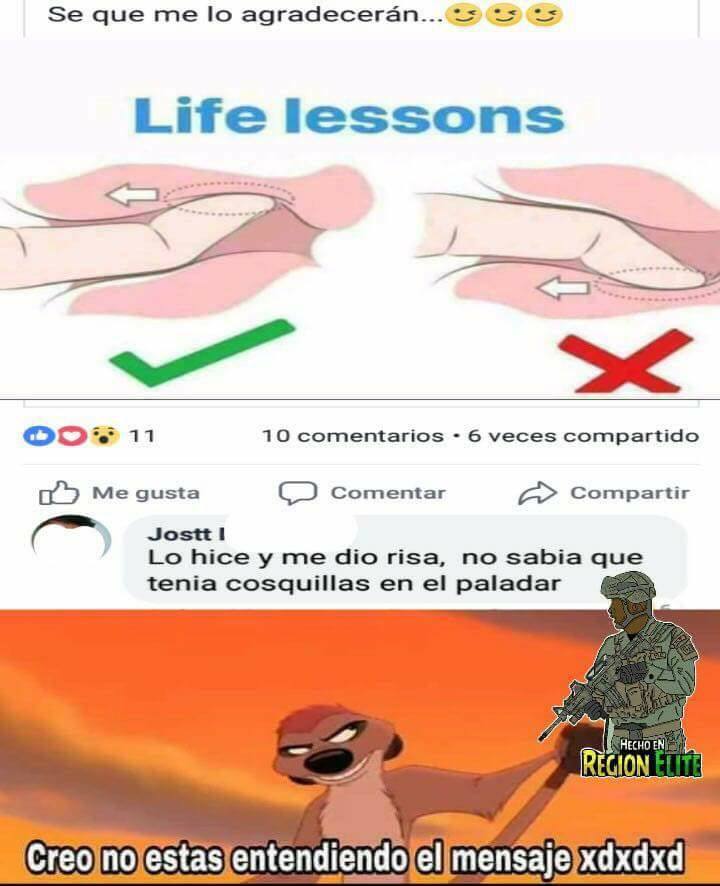 Se que me lo agradecerán...😉😉😉
Life lessons
11
10 comentarios • 6 veces compartido
Me gusta
Comentar
Compartir
Jostt
Lo hice y me dio risa, no sabia que
tenia cosquillas en el paladar
HECHO EN
REGION ELITE
Creo no estas entendiendo el mensaje xdxdxd